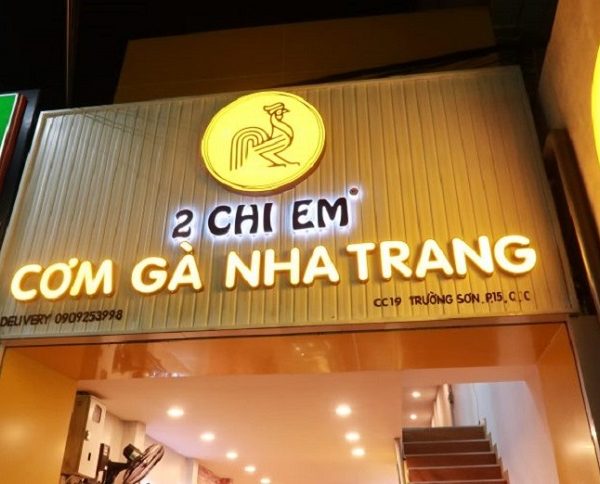 2 CHI EM®
CƠM GÀ NHA TRANG
CC19 TRƯỜNG SƠN, P15,
DELIVERY 0909253998